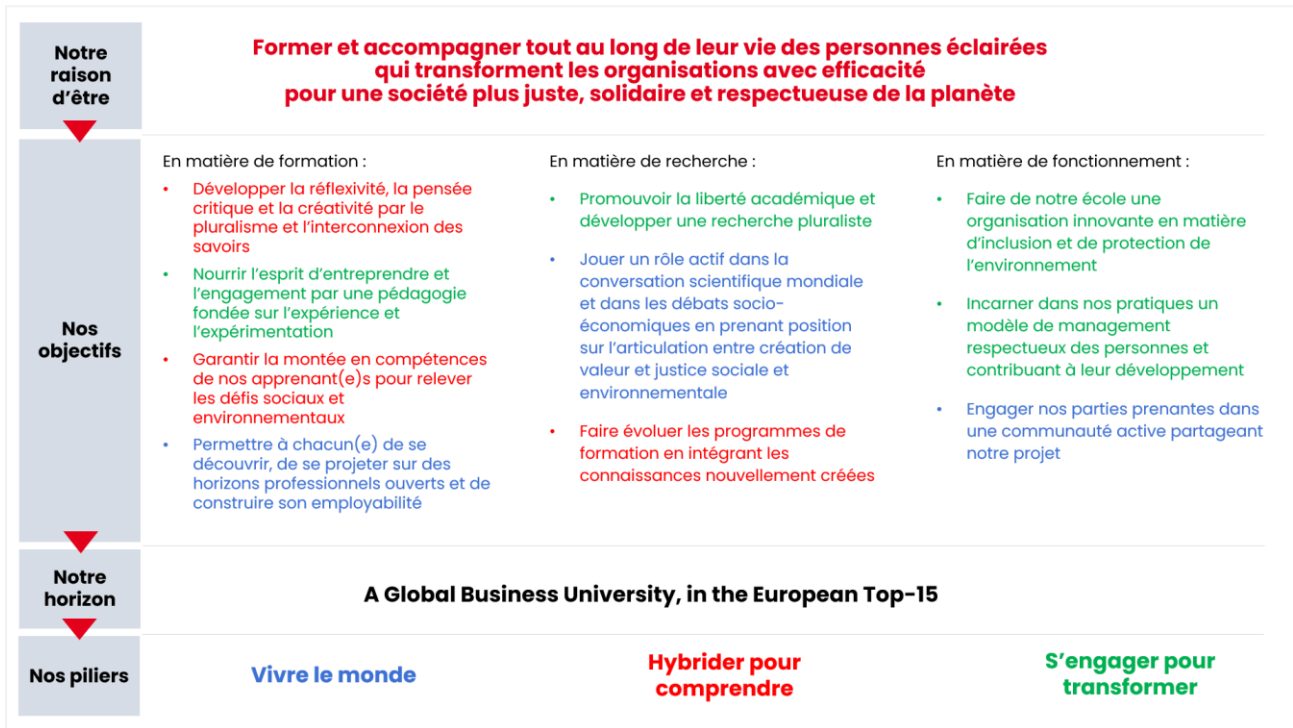 Notre
raison
d’être
Former et accompagner tout au long de leur vie des personnes éclairées
qui transforment les organisations avec efficacité
pour une société plus juste, solidaire et respectueuse de la planète
Nos
objectifs
En matière de formation :
• Développer la réflexivité, la pensée
critique et la créativité par le
pluralisme et l’interconnexion des
savoirs
• Nourrir l’esprit d’entreprendre et
l’engagement par une pédagogie
fondée sur l’expérience et
l’expérimentation
• Garantir la montée en compétences
de nos apprenant(e)s pour relever
les défis sociaux et
environnementaux
• Permettre à chacun(e) de se
découvrir, de se projeter sur des
horizons professionnels ouverts et de
construire son employabilité
En matière de recherche :
• Promouvoir la liberté académique et
développer une recherche pluraliste
• Jouer un rôle actif dans la
conversation scientifique mondiale
et dans les débats socio-
économiques en prenant position
sur l’articulation entre création de
valeur et justice sociale et
environnementale
• Faire évoluer les programmes de
formation en intégrant les
connaissances nouvellement créées
En matière de fonctionnement :
• Faire de notre école une
organisation innovante en matière
d’inclusion et de protection de
l’environnement
• Incarner dans nos pratiques un
modèle de management
respectueux des personnes et
contribuant à leur développement
• Engager nos parties prenantes dans
une communauté active partageant
notre projet
Notre
horizon
A Global Business University, in the European Top-15
Nos piliers
Vivre le monde
Hybrider pour
comprendre
S’engager pour
transformer